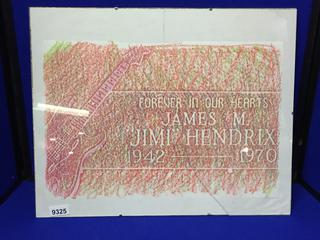 FOREVER IN OUR HEARTS
JAMES M.
"JIMI" HENDRIX
1942 — 1970
9325